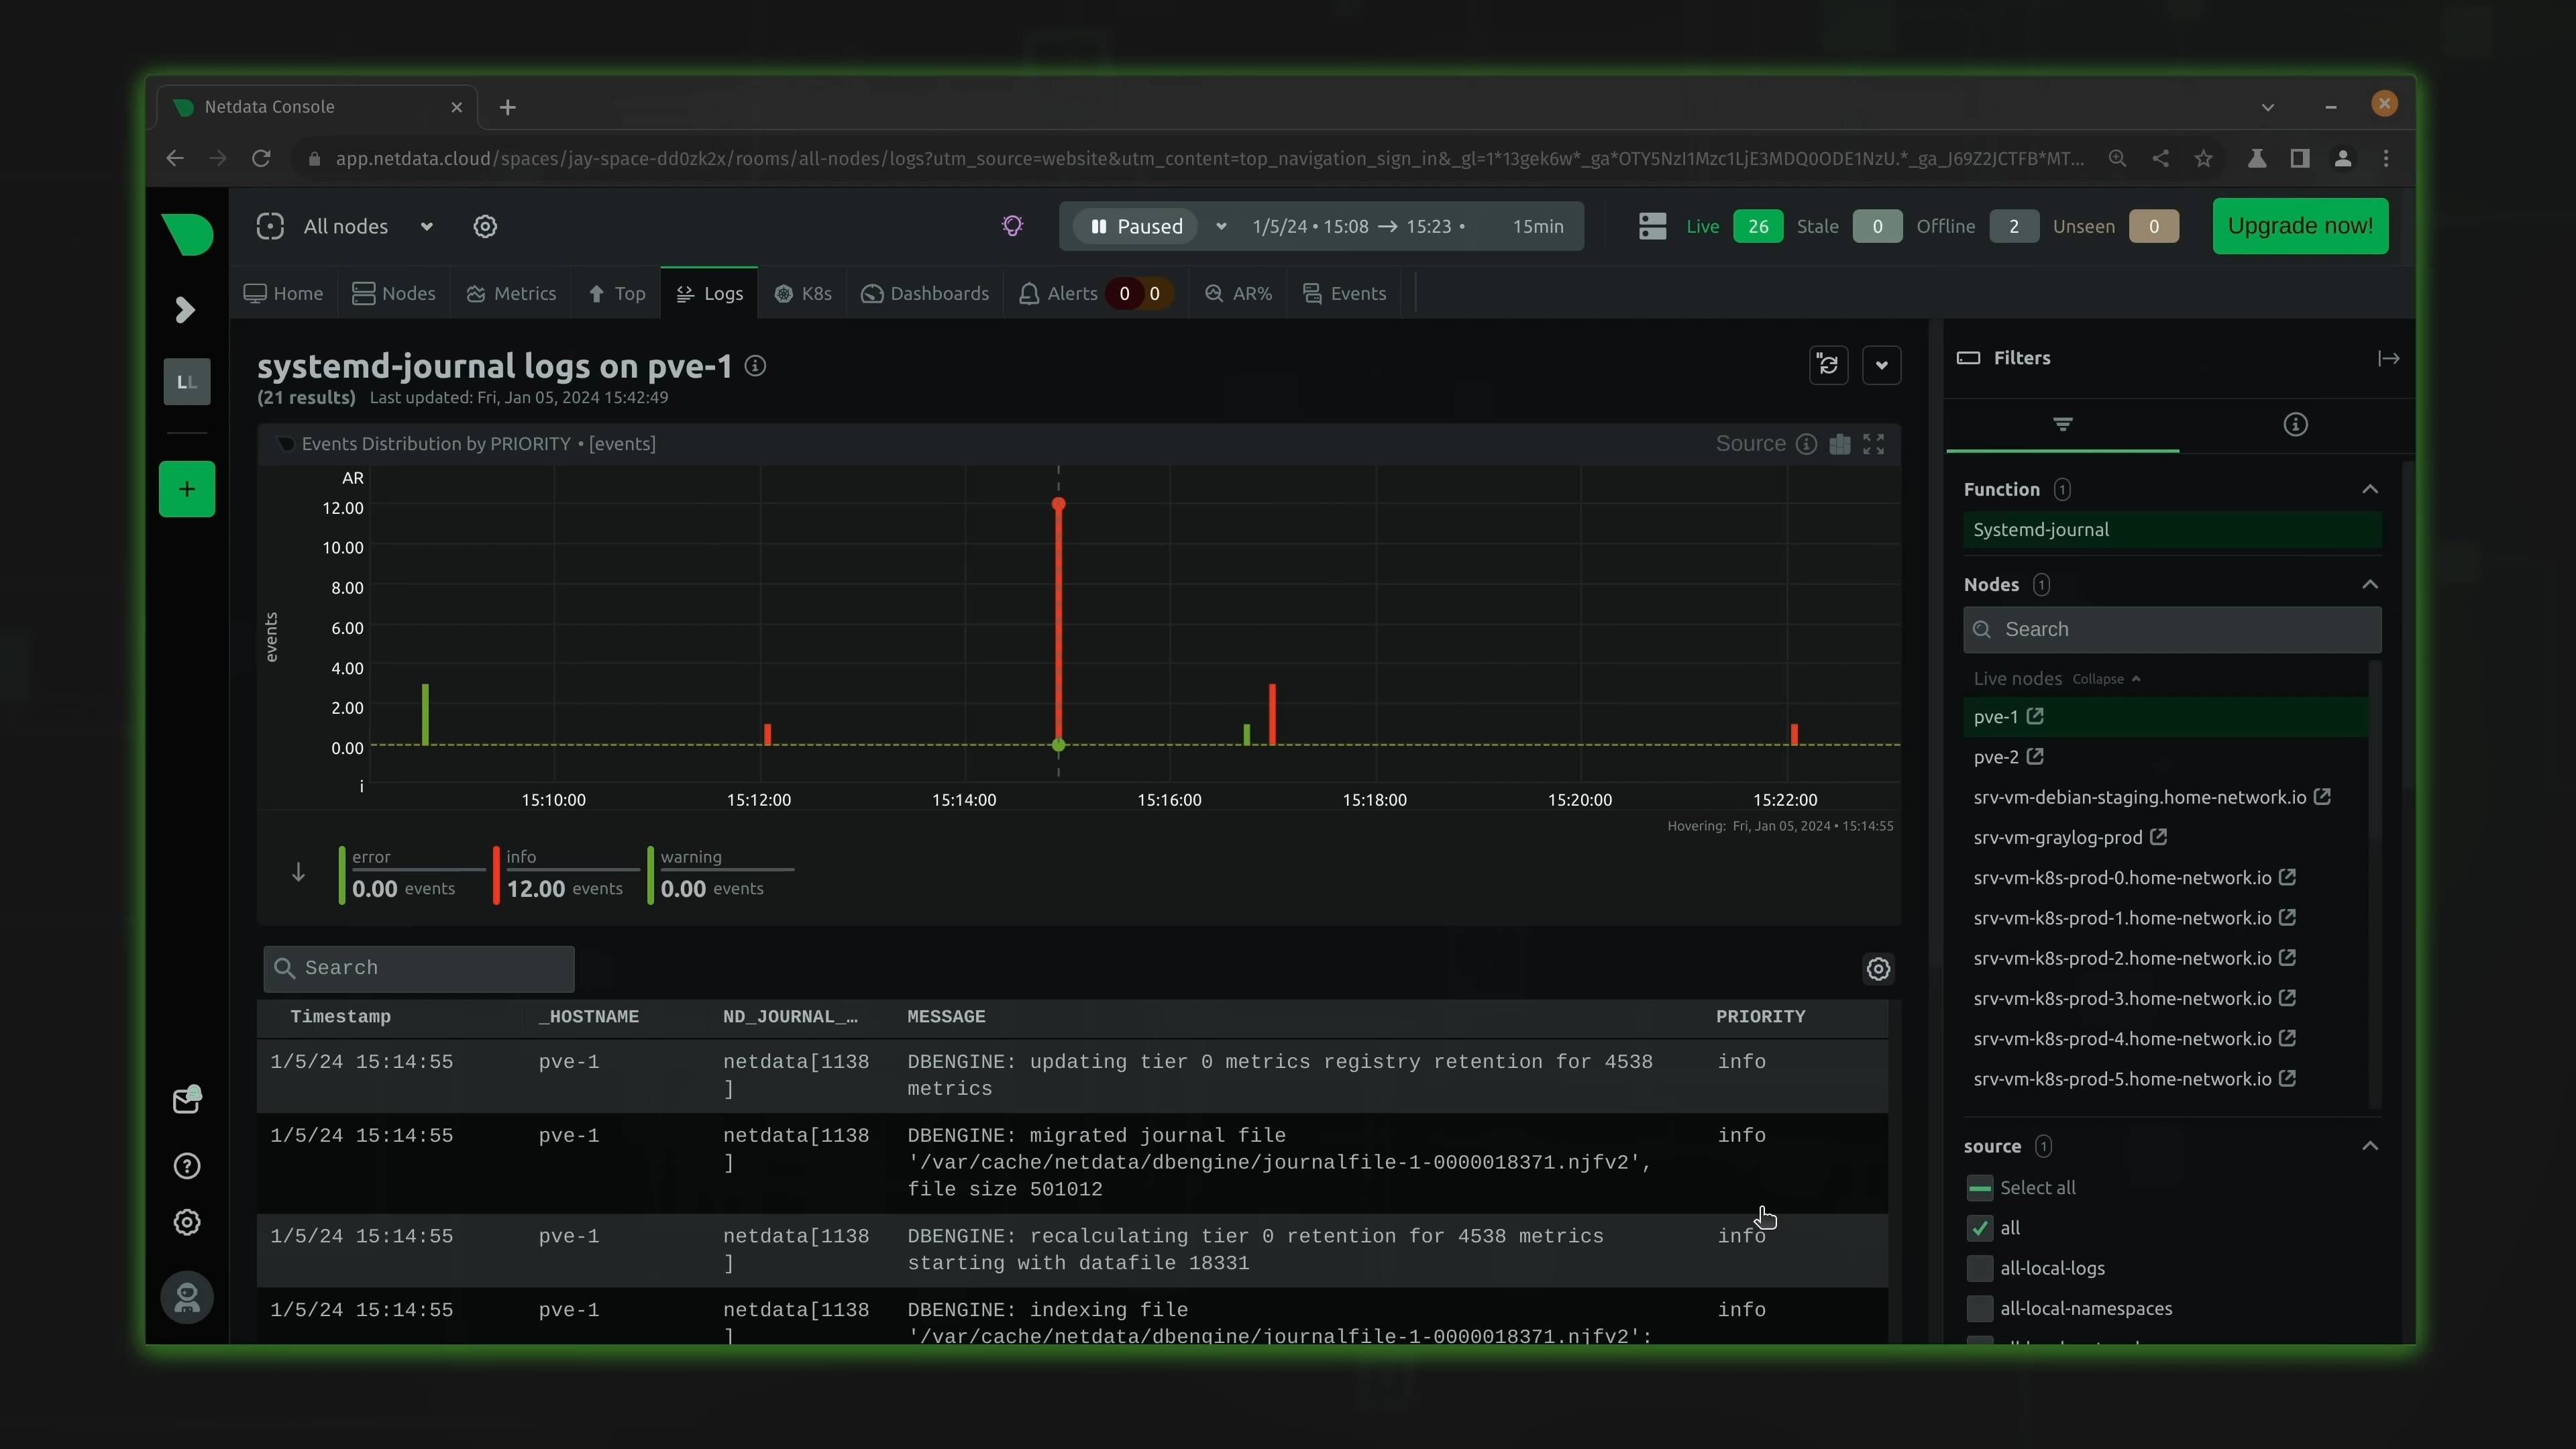 Netdata Console
app.netdata.cloud/spaces/jay-space-dd0zk2x/rooms/all-nodes/logs?utm_source=website&utm_content=top_navigation_sign_in&_gl=1*13gek6w*_ga*OTY5NzI1Mzc1LjE3MDQ0ODE1NzU.*_ga_J69Z2JCTFB*MT...
All nodes
Paused 1/5/24 • 15:08 → 15:23 • 15min
Live 26 Stale 0 Offline 2 Unseen 0
Upgrade now!
Home Nodes Metrics Top Logs K8s Dashboards Alerts 0 0 AR% Events
LL
+
systemd-journal logs on pve-1
(21 results) Last updated: Fri, Jan 05, 2024 15:42:49
Events Distribution by PRIORITY • [events]
Source
AR
12.00
10.00
8.00
6.00
4.00
2.00
0.00
i
events
15:10:00 15:12:00 15:14:00 15:16:00 15:18:00 15:20:00 15:22:00
Hovering: Fri, Jan 05, 2024 • 15:14:55
error info warning
0.00 events 12.00 events 0.00 events
Search
Timestamp _HOSTNAME ND_JOURNAL_… MESSAGE PRIORITY
1/5/24 15:14:55 pve-1 netdata[1138 DBENGINE: updating tier 0 metrics registry retention for 4538 info
] metrics
1/5/24 15:14:55 pve-1 netdata[1138 DBENGINE: migrated journal file info
] '/var/cache/netdata/dbengine/journalfile-1-0000018371.njfv2',
file size 501012
1/5/24 15:14:55 pve-1 netdata[1138 DBENGINE: recalculating tier 0 retention for 4538 metrics info
] starting with datafile 18331
1/5/24 15:14:55 pve-1 netdata[1138 DBENGINE: indexing file info
] '/var/cache/netdata/dbengine/journalfile-1-0000018371.njfv2':
Filters
Function 1
Systemd-journal
Nodes 1
Search
Live nodes Collapse
pve-1
pve-2
srv-vm-debian-staging.home-network.io
srv-vm-graylog-prod
srv-vm-k8s-prod-0.home-network.io
srv-vm-k8s-prod-1.home-network.io
srv-vm-k8s-prod-2.home-network.io
srv-vm-k8s-prod-3.home-network.io
srv-vm-k8s-prod-4.home-network.io
srv-vm-k8s-prod-5.home-network.io
source 1
Select all
all
all-local-logs
all-local-namespaces